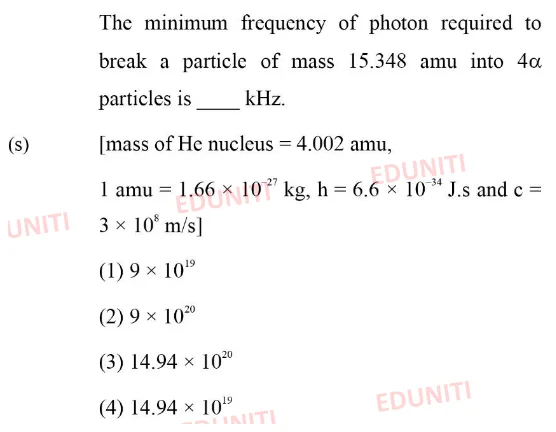 The minimum frequency of photon required to
break a particle of mass 15.348 amu into 4α
particles is ____ kHz.
(s) [mass of He nucleus = 4.002 amu,
1 amu = 1.66 × 10⁻²⁷ kg, h = 6.6 × 10⁻³⁴ J.s and c =
3 × 10⁸ m/s]
(1) 9 × 10¹⁹
(2) 9 × 10²⁰
(3) 14.94 × 10²⁰
(4) 14.94 × 10¹⁹
EDUNITI
EDUNITI
UNITI
EDUNITI
UNITI